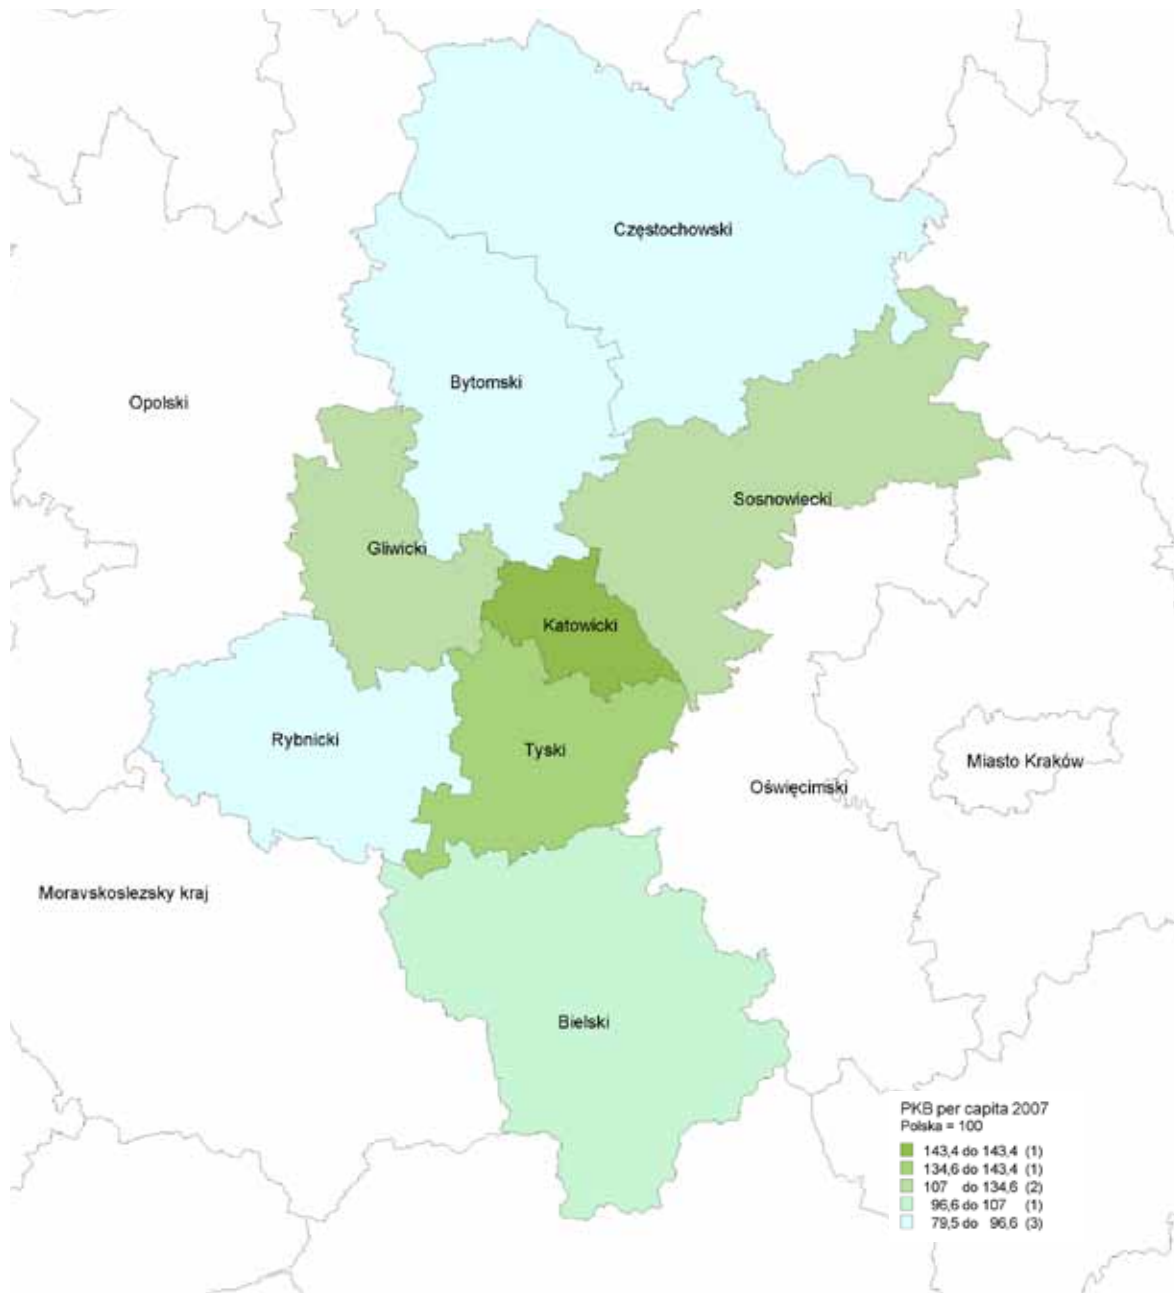 Częstochowski
Bytomski
Opolski
Sosnowiecki
Gliwicki
Katowicki
Rybnicki
Tyski
Miasto Kraków
Oświęcimski
Moravskoslezsky kraj
Bielski
PKB per capita 2007
Polska = 100
143,4 do 143,4 (1)
134,6 do 143,4 (1)
107 do 134,6 (2)
96,6 do 107 (1)
79,5 do 96,6 (3)